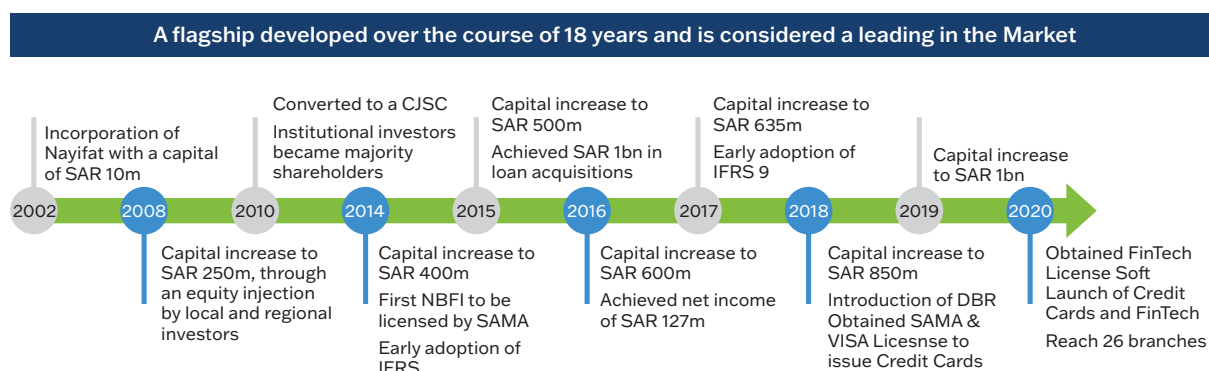 A flagship developed over the course of 18 years and is considered a leading in the Market
2002
Incorporation of
Nayifat with a capital
of SAR 10m
2008
Capital increase to
SAR 250m, through
an equity injection
by local and regional
investors
2010
Converted to a CJSC
Institutional investors
became majority
shareholders
2014
Capital increase to
SAR 400m
First NBFI to be
licensed by SAMA
Early adoption of
IFRS
2015
Capital increase to
SAR 500m
Achieved SAR 1bn in
loan acquisitions
2016
Capital increase to
SAR 600m
Achieved net income
of SAR 127m
2017
Capital increase to
SAR 635m
Early adoption of
IFRS 9
2018
Capital increase to
SAR 850m
Introduction of DBR
Obtained SAMA &
VISA Licesnse to
issue Credit Cards
2019
Capital increase
to SAR 1bn
2020
Obtained FinTech
License Soft
Launch of Credit
Cards and FinTech
Reach 26 branches